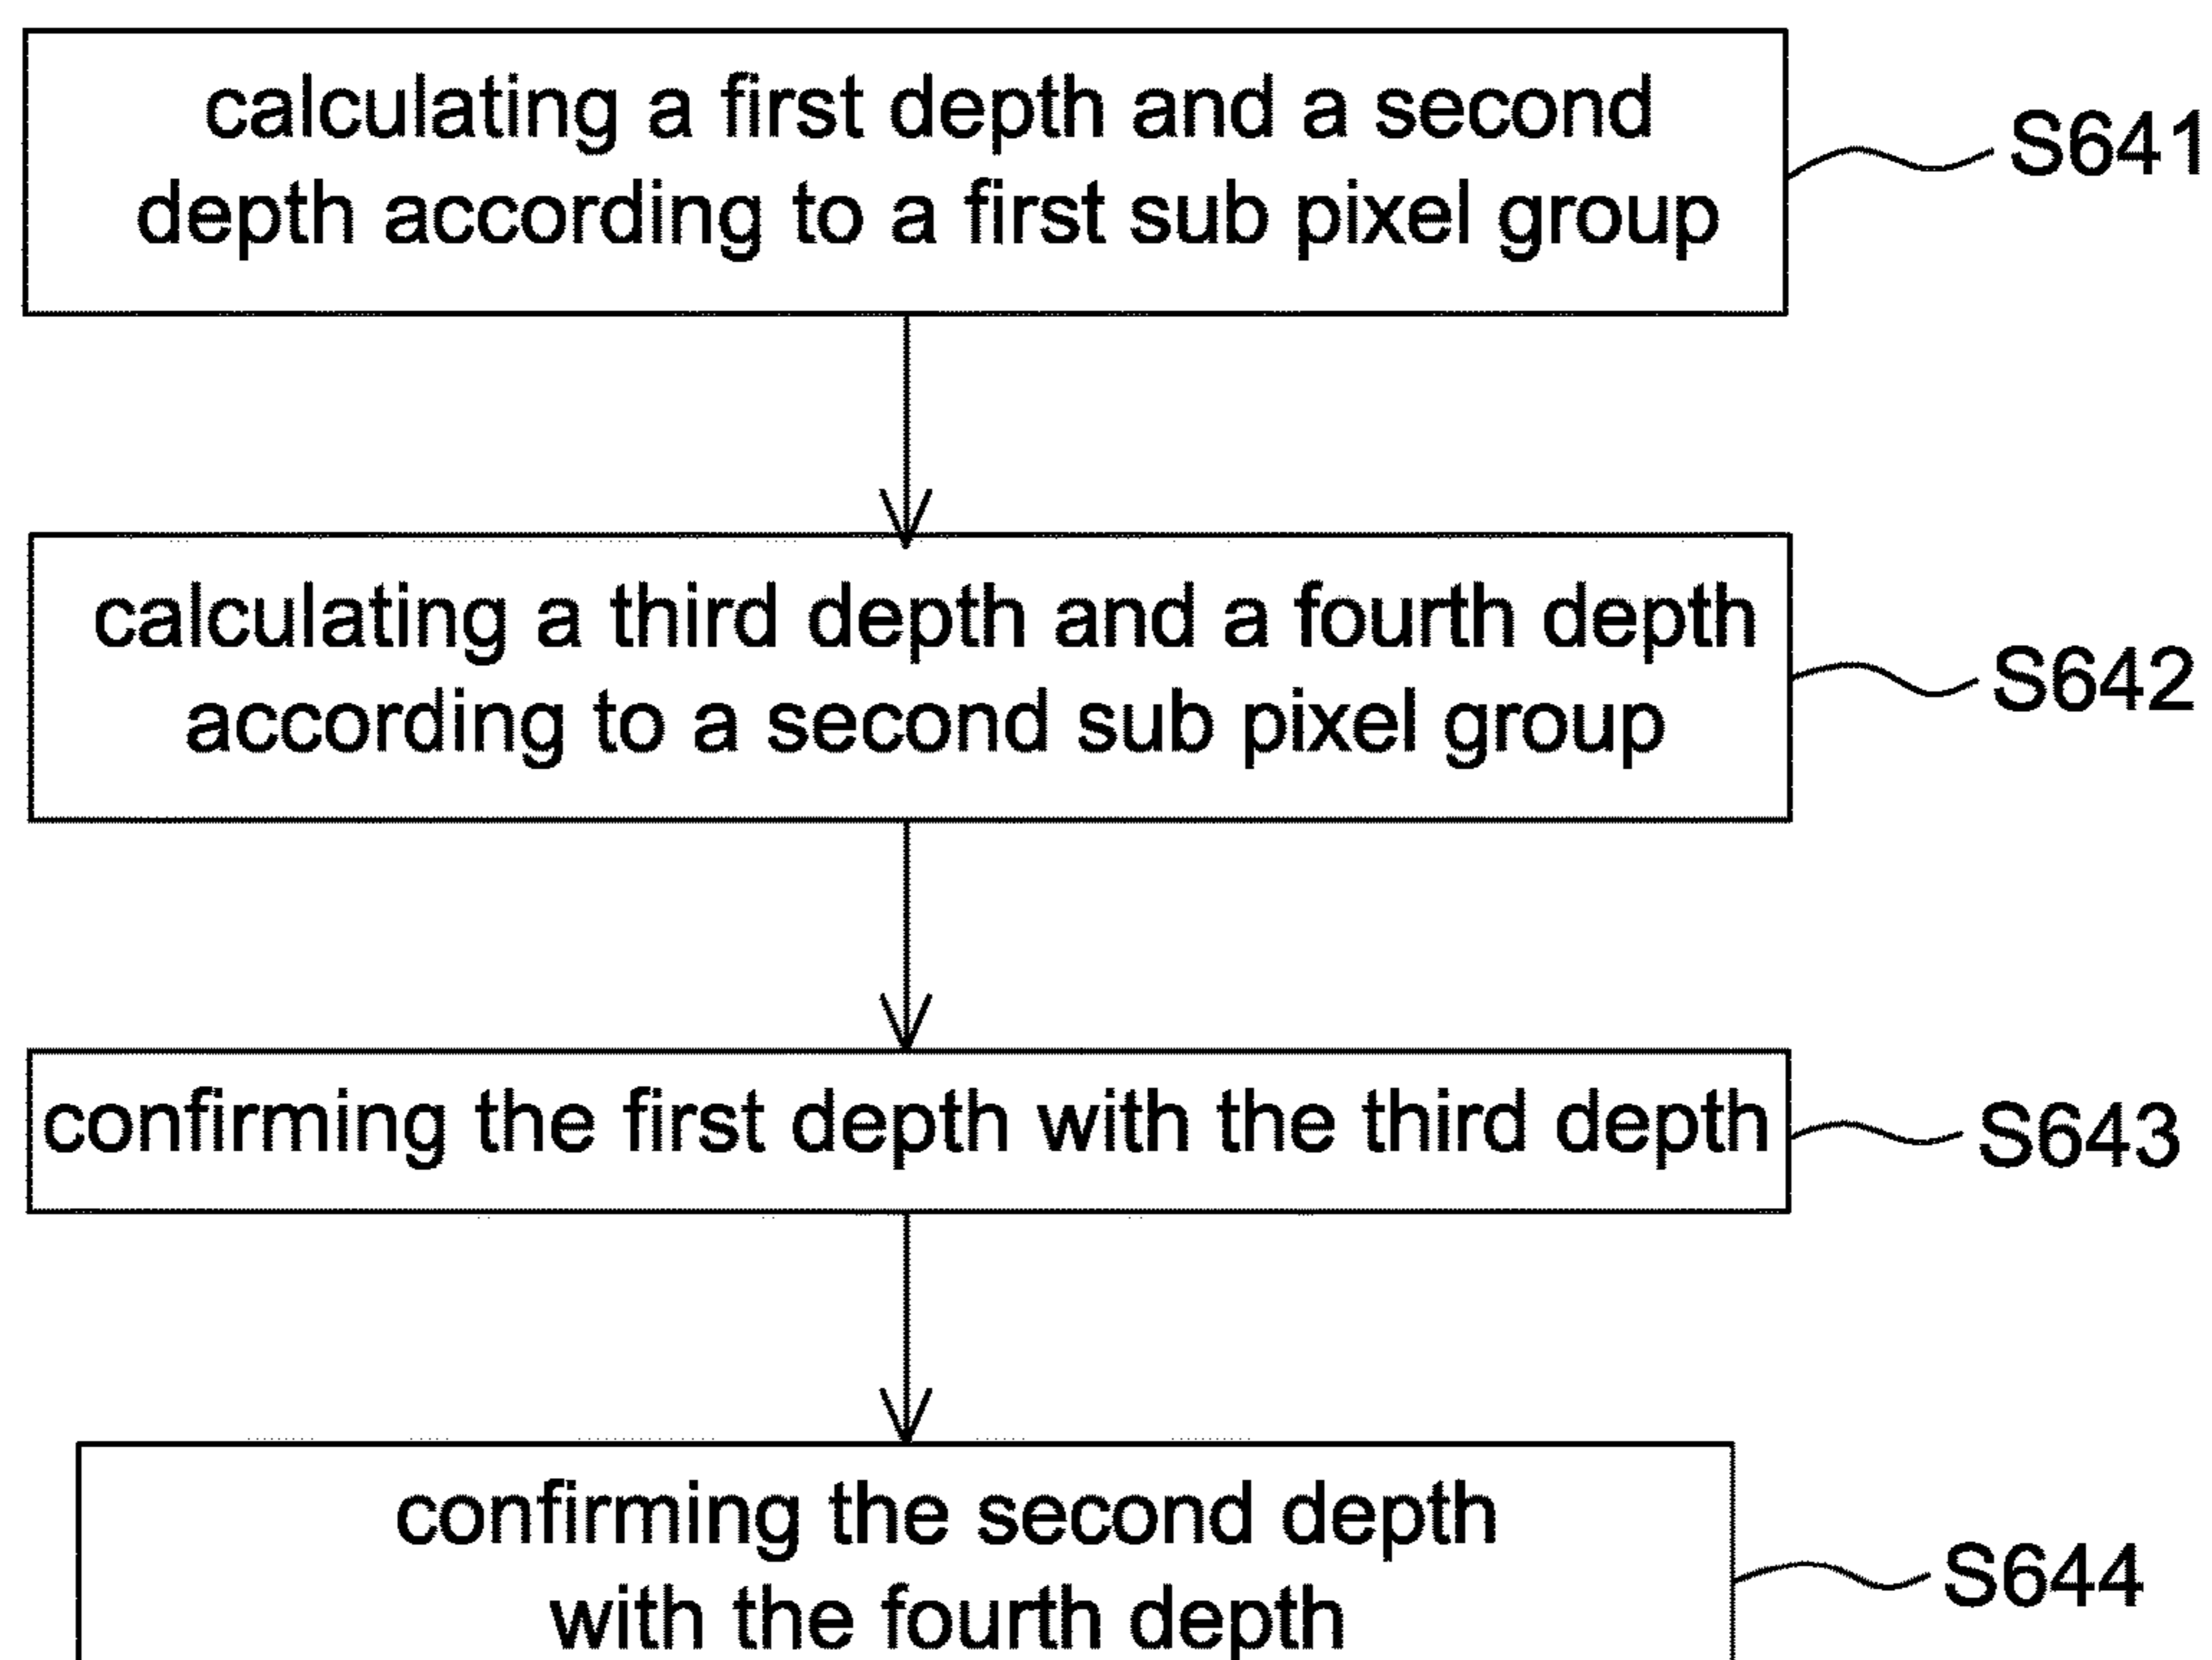 calculating a first depth and a second
depth according to a first sub pixel group
S641
calculating a third depth and a fourth depth
according to a second sub pixel group
S642
confirming the first depth with the third depth
S643
confirming the second depth
with the fourth depth
S644